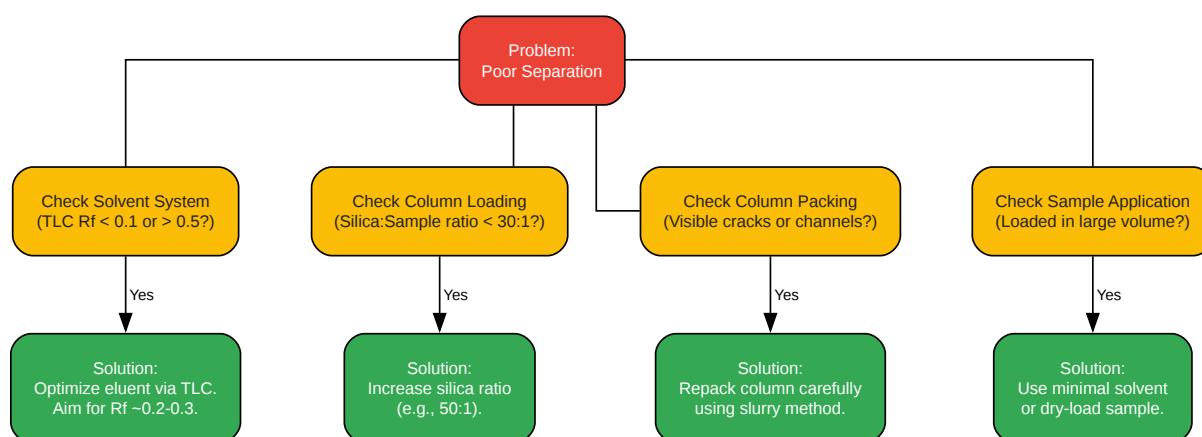 Problem:
Poor Separation
Check Solvent System
(TLC Rf < 0.1 or > 0.5?)
Check Column Loading
(Silica:Sample ratio < 30:1?)
Check Column Packing
(Visible cracks or channels?)
Check Sample Application
(Loaded in large volume?)
Yes
Yes
Yes
Yes
Solution:
Optimize eluent via TLC.
Aim for Rf ~0.2-0.3.
Solution:
Increase silica ratio
(e.g., 50:1).
Solution:
Repack column carefully
using slurry method.
Solution:
Use minimal solvent
or dry-load sample.